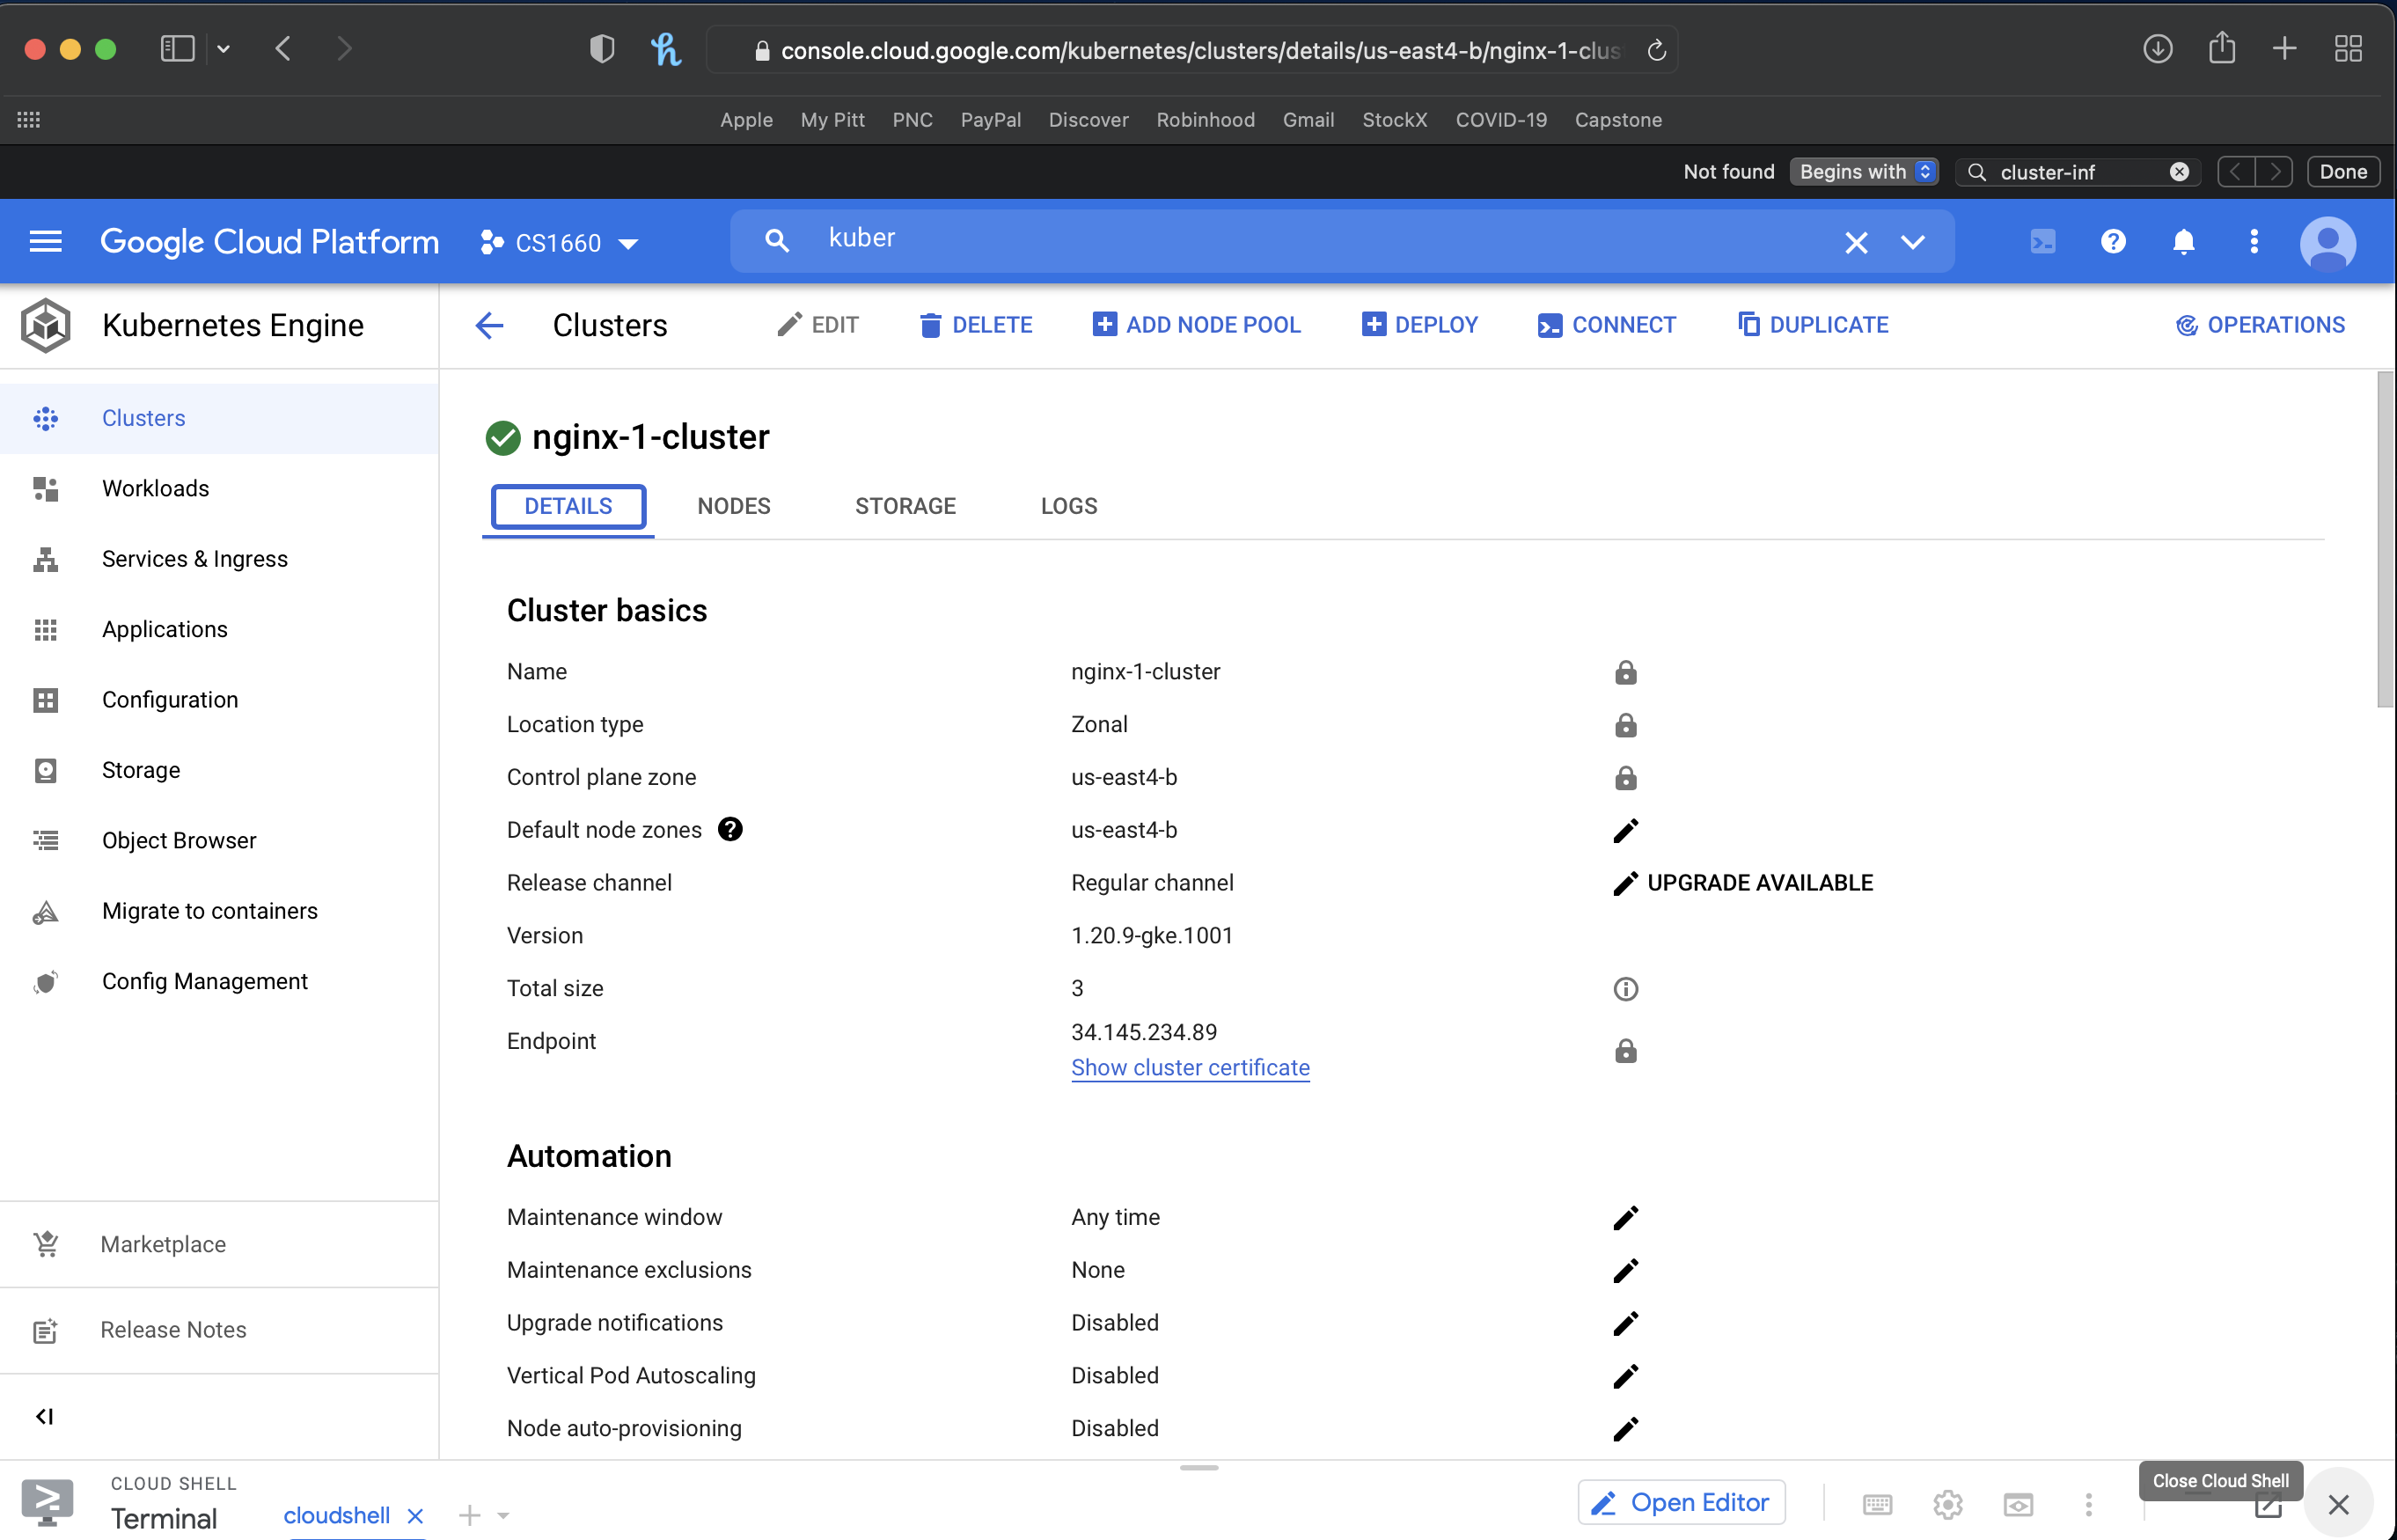 console.cloud.google.com/kubernetes/clusters/details/us-east4-b/nginx-1-clus
Apple My Pitt PNC PayPal Discover Robinhood Gmail StockX COVID-19 Capstone
Not found Begins with cluster-inf Done
Google Cloud Platform CS1660 kuber
Kubernetes Engine
Clusters EDIT DELETE ADD NODE POOL DEPLOY CONNECT DUPLICATE OPERATIONS
Clusters
Workloads
Services & Ingress
Applications
Configuration
Storage
Object Browser
Migrate to containers
Config Management
Marketplace
Release Notes
nginx-1-cluster
DETAILS NODES STORAGE LOGS
Cluster basics
Name nginx-1-cluster
Location type Zonal
Control plane zone us-east4-b
Default node zones us-east4-b
Release channel Regular channel UPGRADE AVAILABLE
Version 1.20.9-gke.1001
Total size 3
Endpoint 34.145.234.89
Show cluster certificate
Automation
Maintenance window Any time
Maintenance exclusions None
Upgrade notifications Disabled
Vertical Pod Autoscaling Disabled
Node auto-provisioning Disabled
CLOUD SHELL
Terminal cloudshell Open Editor
Close Cloud Shell